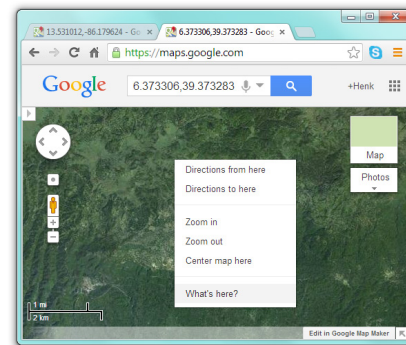 13.531012,-86.179624 - Go
6.373306,39.373283 - Goog
https://maps.google.com
Google
6.373306,39.373283
+Henk
Map
Photos
Directions from here
Directions to here
Zoom in
Zoom out
Center map here
What's here?
1 mi
2 km
Edit in Google Map Maker